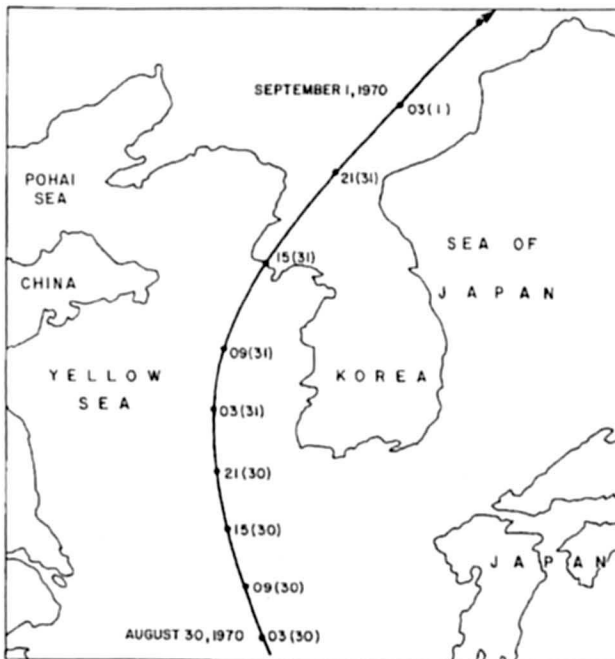 SEPTEMBER 1, 1970
03(1)
21(31)
POHAI
SEA
SEA OF
JAPAN
15(31)
CHINA
09(31)
YELLOW
SEA
KOREA
03(31)
21(30)
15(30)
JAPAN
09(30)
AUGUST 30, 1970
03(30)